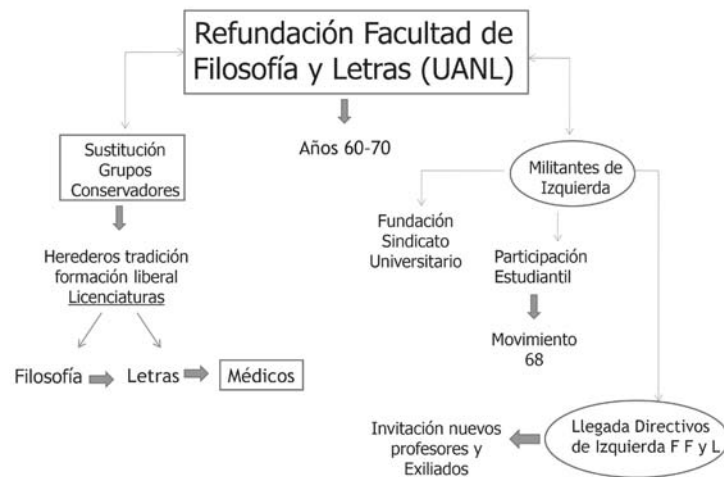 Refundación Facultad de
Filosofía y Letras (UANL)
Años 60-70
Sustitución
Grupos
Conservadores
Herederos tradición
formación liberal
Licenciaturas
Filosofía
Letras
Médicos
Militantes de
Izquierda
Fundación
Sindicato
Universitario
Participación
Estudiantil
Movimiento
68
Llegada Directivos
de Izquierda F F y L
Invitación nuevos
profesores y
Exiliados